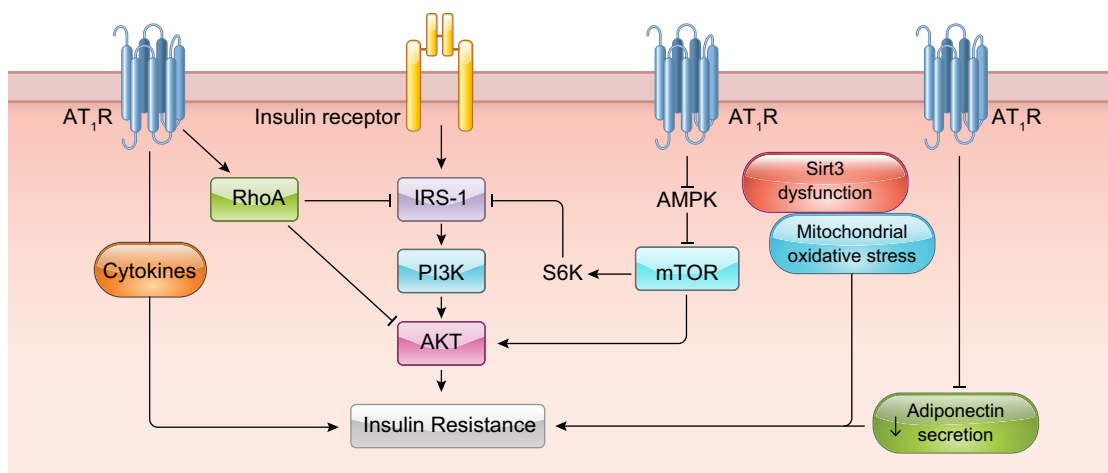 AT₁R
Insulin receptor
AT₁R
AT₁R
Sirt3
dysfunction
RhoA
IRS-1
AMPK
Mitochondrial
oxidative stress
Cytokines
PI3K
S6K
mTOR
AKT
Insulin Resistance
↓ Adiponectin
secretion